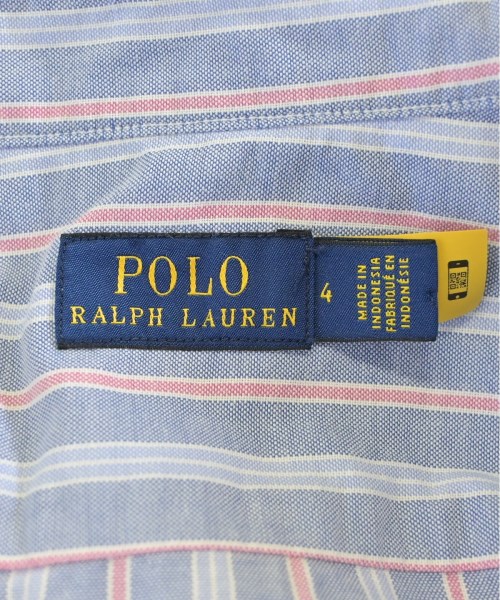 POLO
RALPH LAUREN
4
MADE IN
INDONESIA
FABRIQUÉ EN
INDONÉSIE